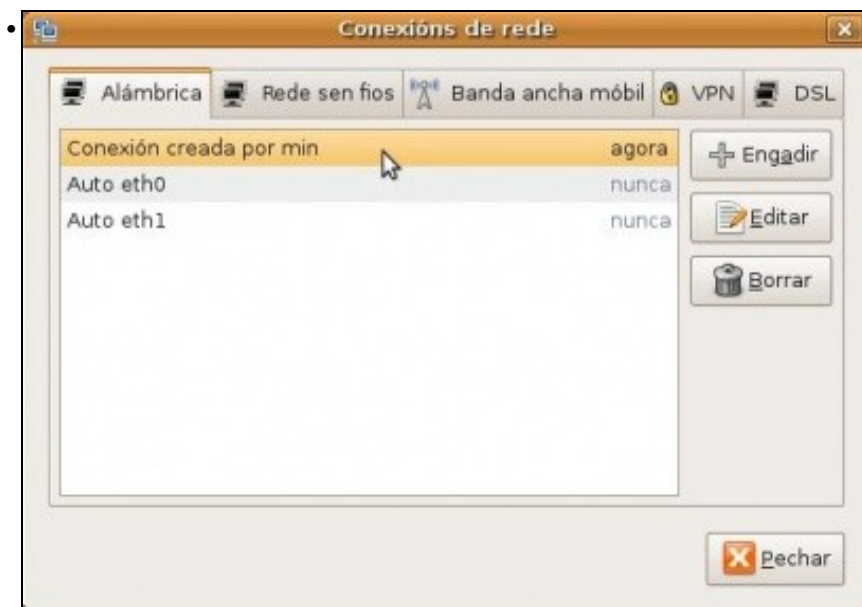 Conexións de rede
Alámbrica Rede sen fios Banda ancha móbil VPN DSL
Conexión creada por min agora
Auto eth0 nunca
Auto eth1 nunca
Engadir
Editar
Borrar
Pechar